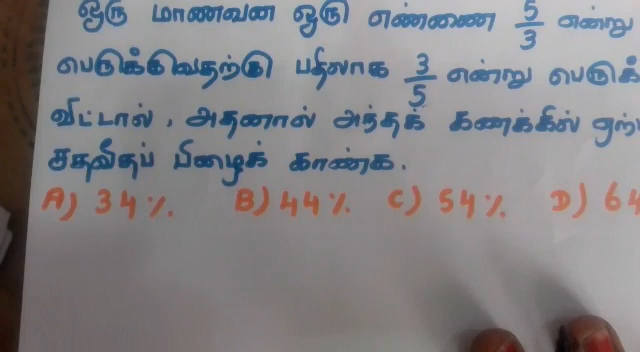 ஒரு மாணவன் ஒரு எண்ணை 5/3 என்று
பெருக்குவதற்கு பதிலாக 3/5 என்று பெருக்
விட்டால், அதனால் அந்தக் கணக்கில் ஏற்
சதவீதப் பிழைக் காண்க.
A) 34% B) 44% C) 54% D) 64